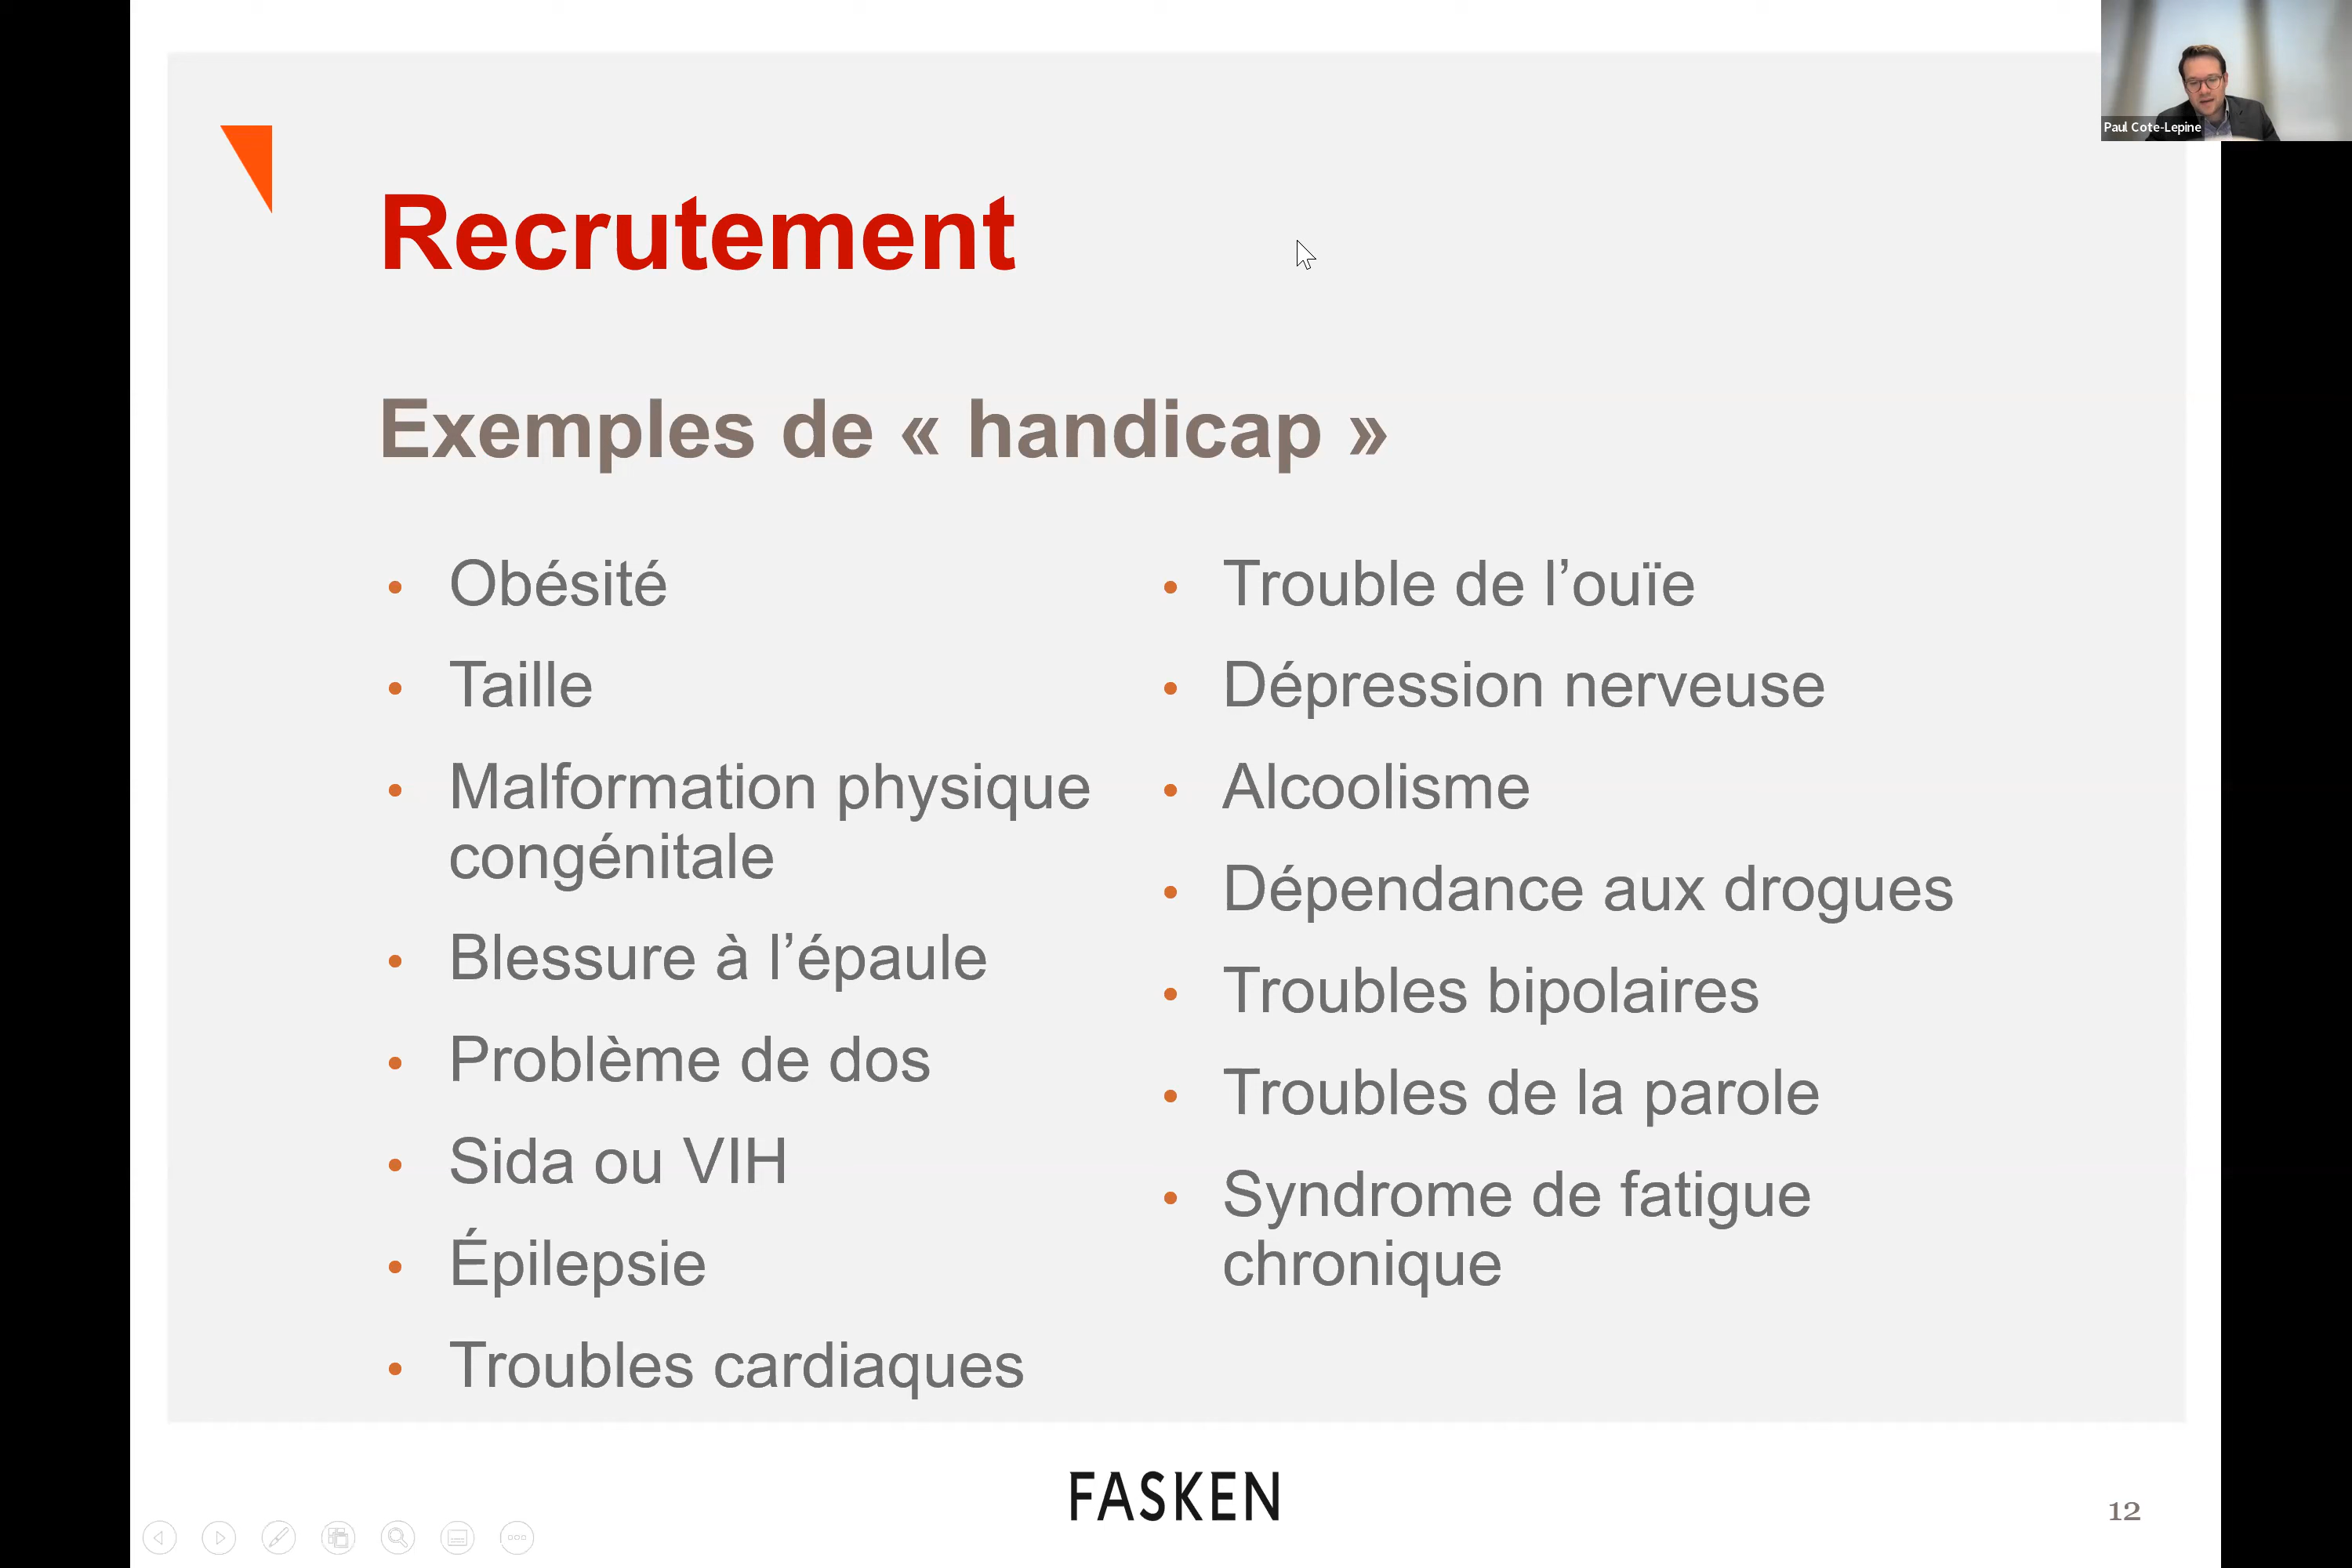 Paul Cote-Lepine
Recrutement
Exemples de « handicap »
• Obésité
• Taille
• Malformation physique
congénitale
• Blessure à l’épaule
• Problème de dos
• Sida ou VIH
• Épilepsie
• Troubles cardiaques
• Trouble de l’ouïe
• Dépression nerveuse
• Alcoolisme
• Dépendance aux drogues
• Troubles bipolaires
• Troubles de la parole
• Syndrome de fatigue
chronique
FASKEN
12